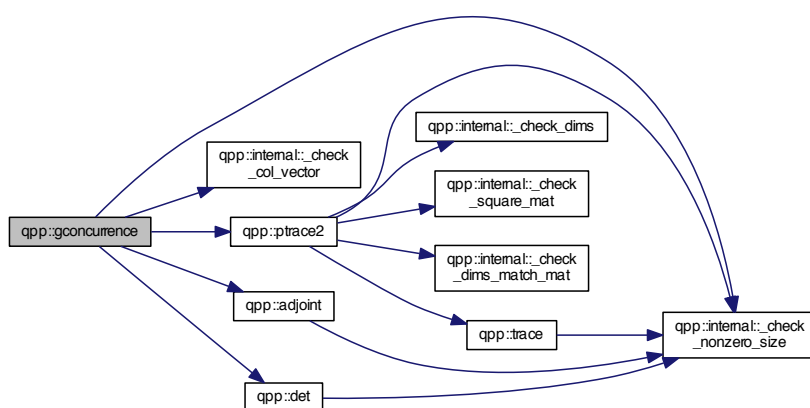 qpp::gconcurrence
qpp::internal::_check
_col_vector
qpp::ptrace2
qpp::adjoint
qpp::det
qpp::internal::_check_dims
qpp::internal::_check
_square_mat
qpp::internal::_check
_dims_match_mat
qpp::trace
qpp::internal::_check
_nonzero_size